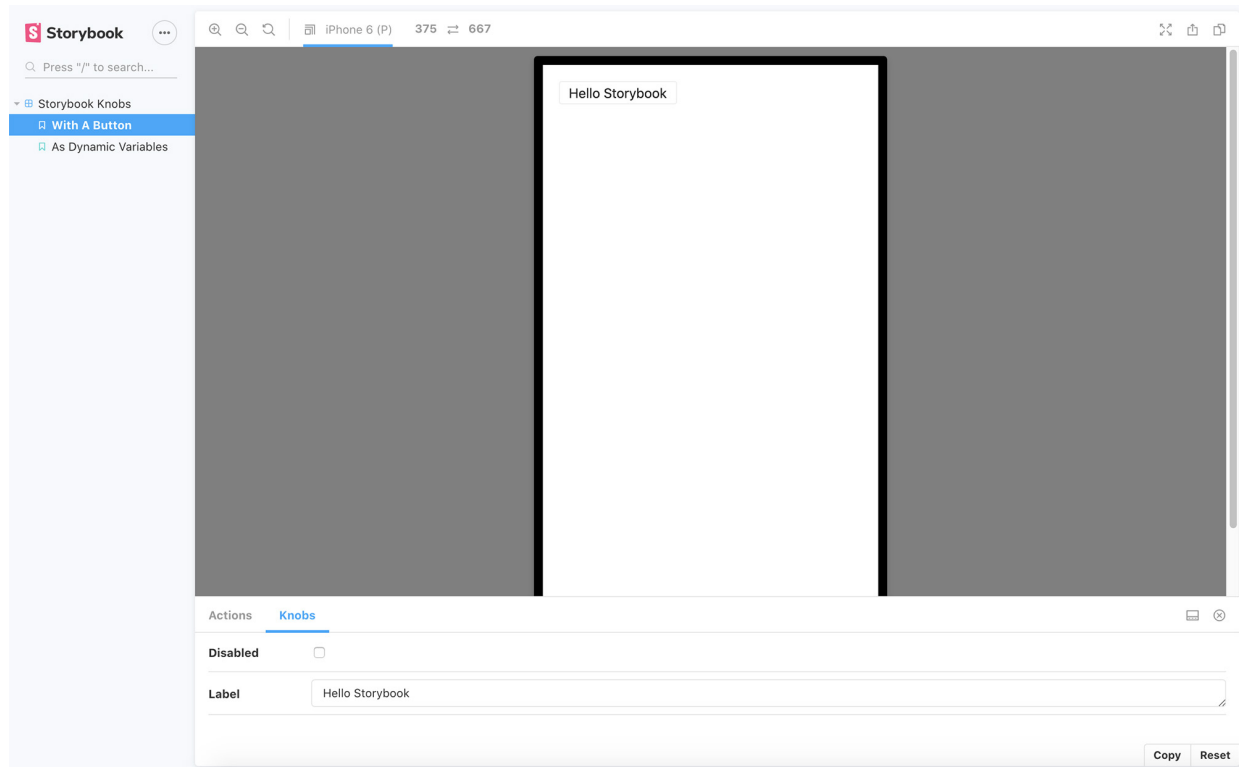 S Storybook
Press "/" to search...
Storybook Knobs
With A Button
As Dynamic Variables
iPhone 6 (P) 375 667
Hello Storybook
Actions Knobs
Disabled
Label Hello Storybook
Copy Reset